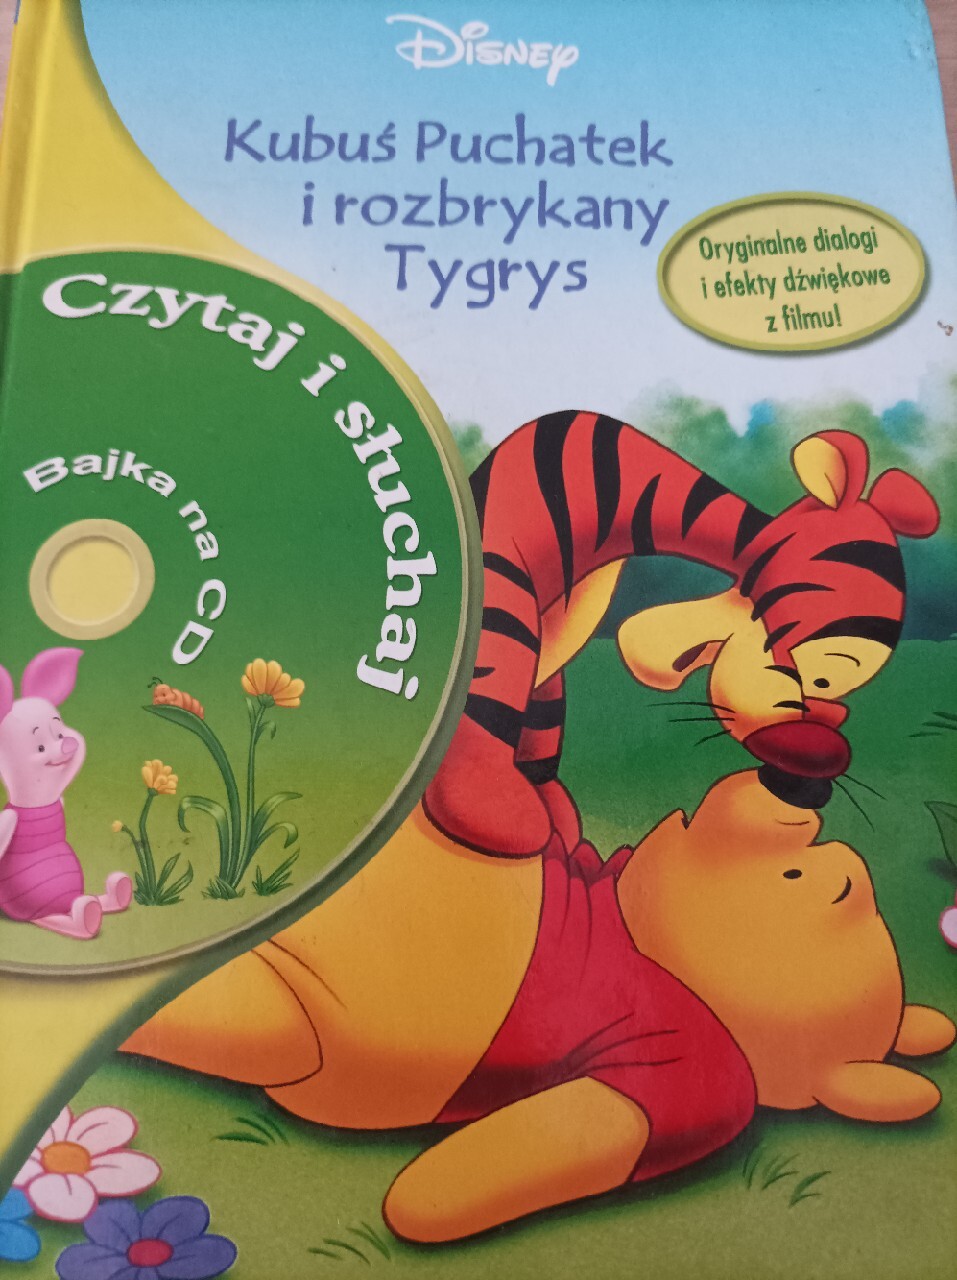 Disney
Kubuś Puchatek
i rozbrykany
Tygrys
Oryginalne dialogi
i efekty dźwiękowe
z filmu!
Czytaj i słuchaj
Bajka na CD